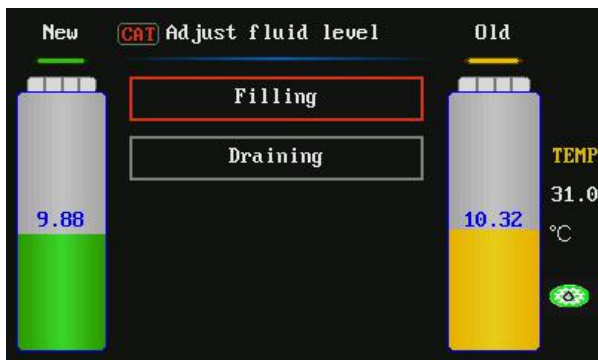 New CAT Adjust fluid level Old
Filling
Draining
TEMP
31.0
9.88 10.32
°C